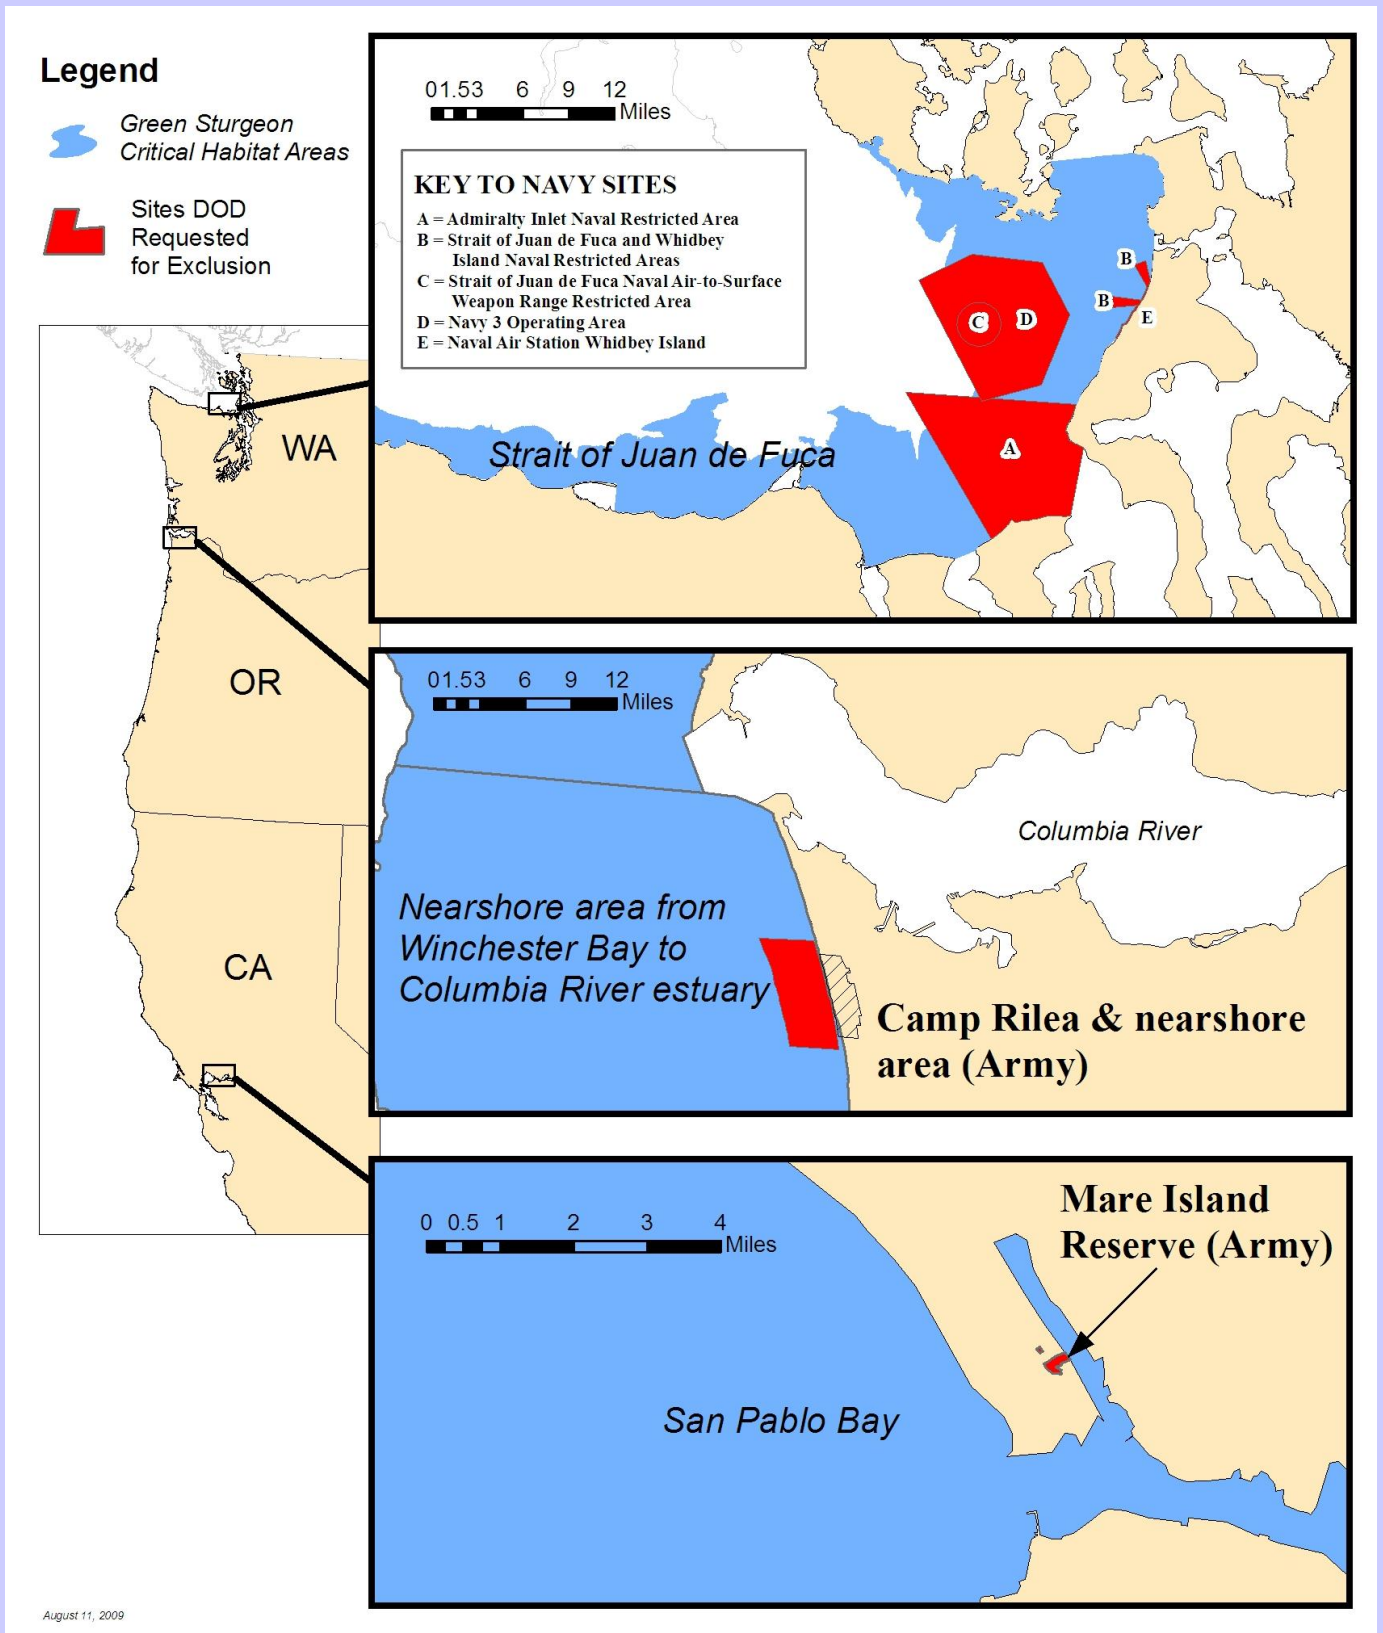 Legend
Green Sturgeon
Critical Habitat Areas
Sites DOD
Requested
for Exclusion
WA
OR
CA
01.53 6 9 12
Miles
KEY TO NAVY SITES
A = Admiralty Inlet Naval Restricted Area
B = Strait of Juan de Fuca and Whidbey
Island Naval Restricted Areas
C = Strait of Juan de Fuca Naval Air-to-Surface
Weapon Range Restricted Area
D = Navy 3 Operating Area
E = Naval Air Station Whidbey Island
B
B
E
C
D
A
Strait of Juan de Fuca
01.53 6 9 12
Miles
Columbia River
Nearshore area from
Winchester Bay to
Columbia River estuary
Camp Rilea & nearshore
area (Army)
0 0.5 1 2 3 4
Miles
Mare Island
Reserve (Army)
San Pablo Bay
August 11, 2009